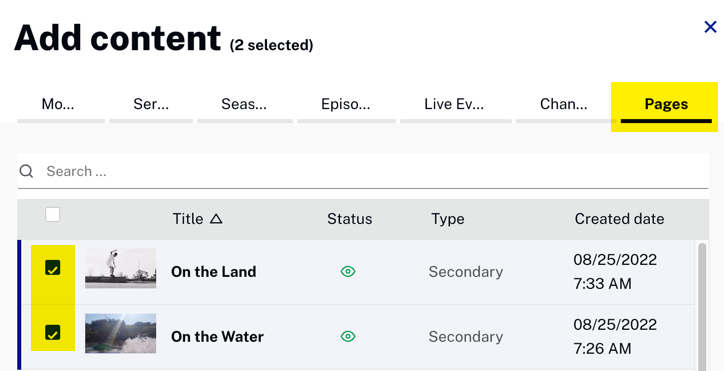 Add content (2 selected)
Mo... Ser... Seas... Episo... Live Ev... Chan... Pages
Search ...
Title Status Type Created date
On the Land Secondary 08/25/2022
7:33 AM
On the Water Secondary 08/25/2022
7:26 AM